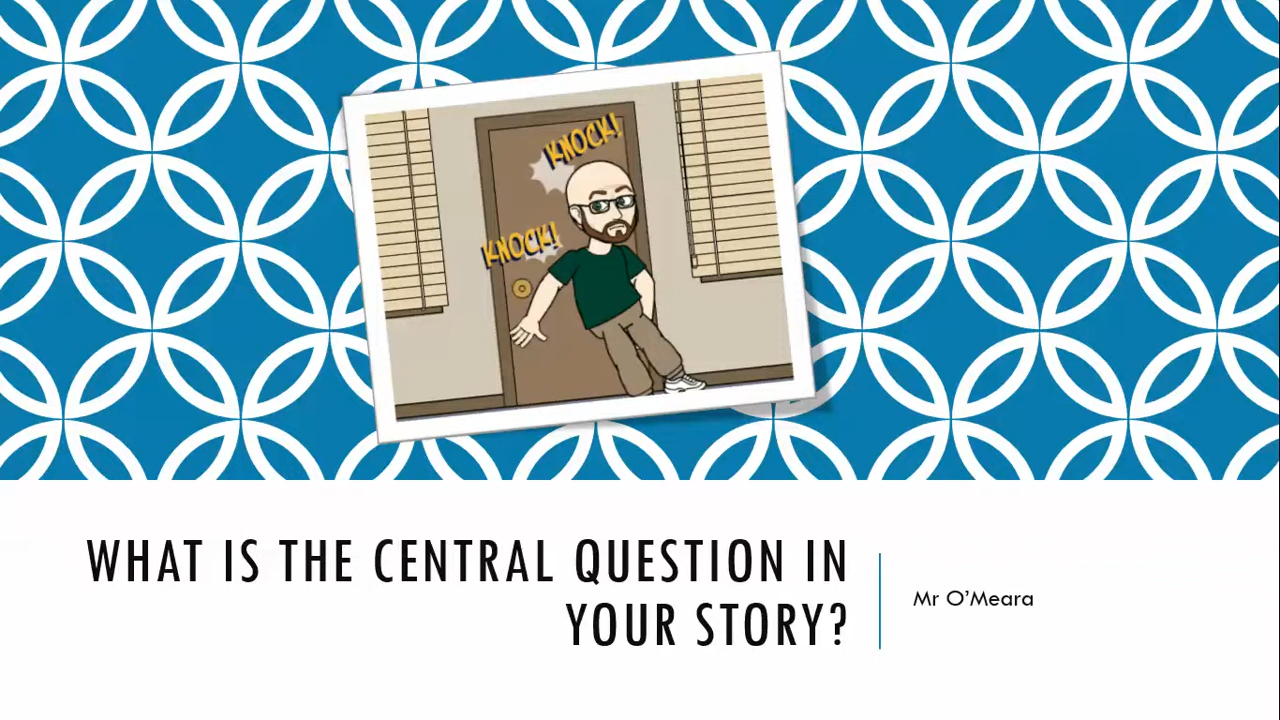 KNOCK!
KNOCK!
WHAT IS THE CENTRAL QUESTION IN
YOUR STORY?
Mr O'Meara